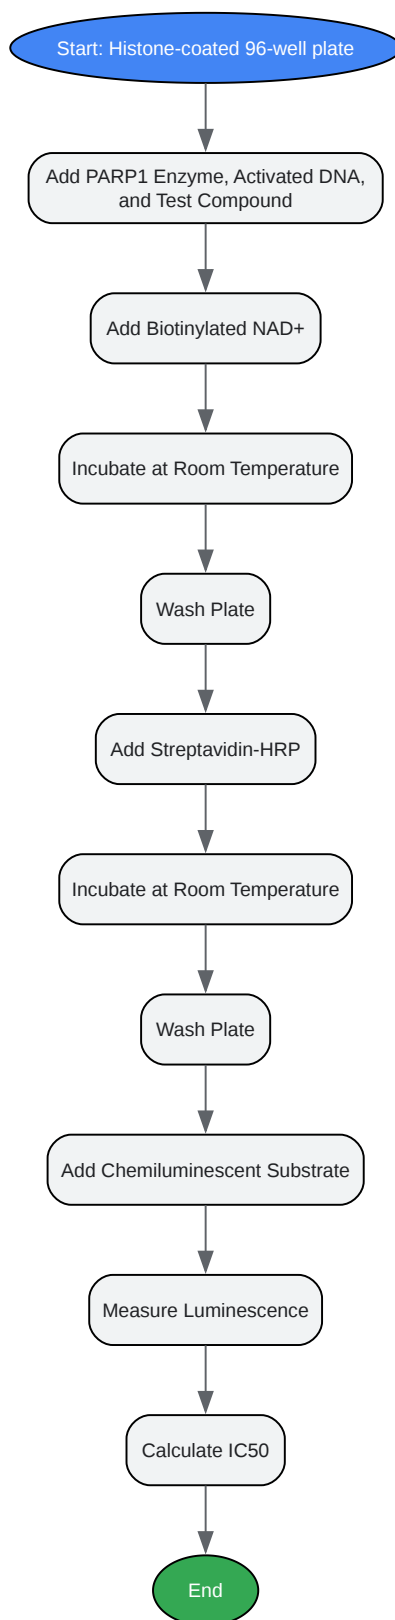 Start: Histone-coated 96-well plate
Add PARP1 Enzyme, Activated DNA,
and Test Compound
Add Biotinylated NAD+
Incubate at Room Temperature
Wash Plate
Add Streptavidin-HRP
Incubate at Room Temperature
Wash Plate
Add Chemiluminescent Substrate
Measure Luminescence
Calculate IC50
End